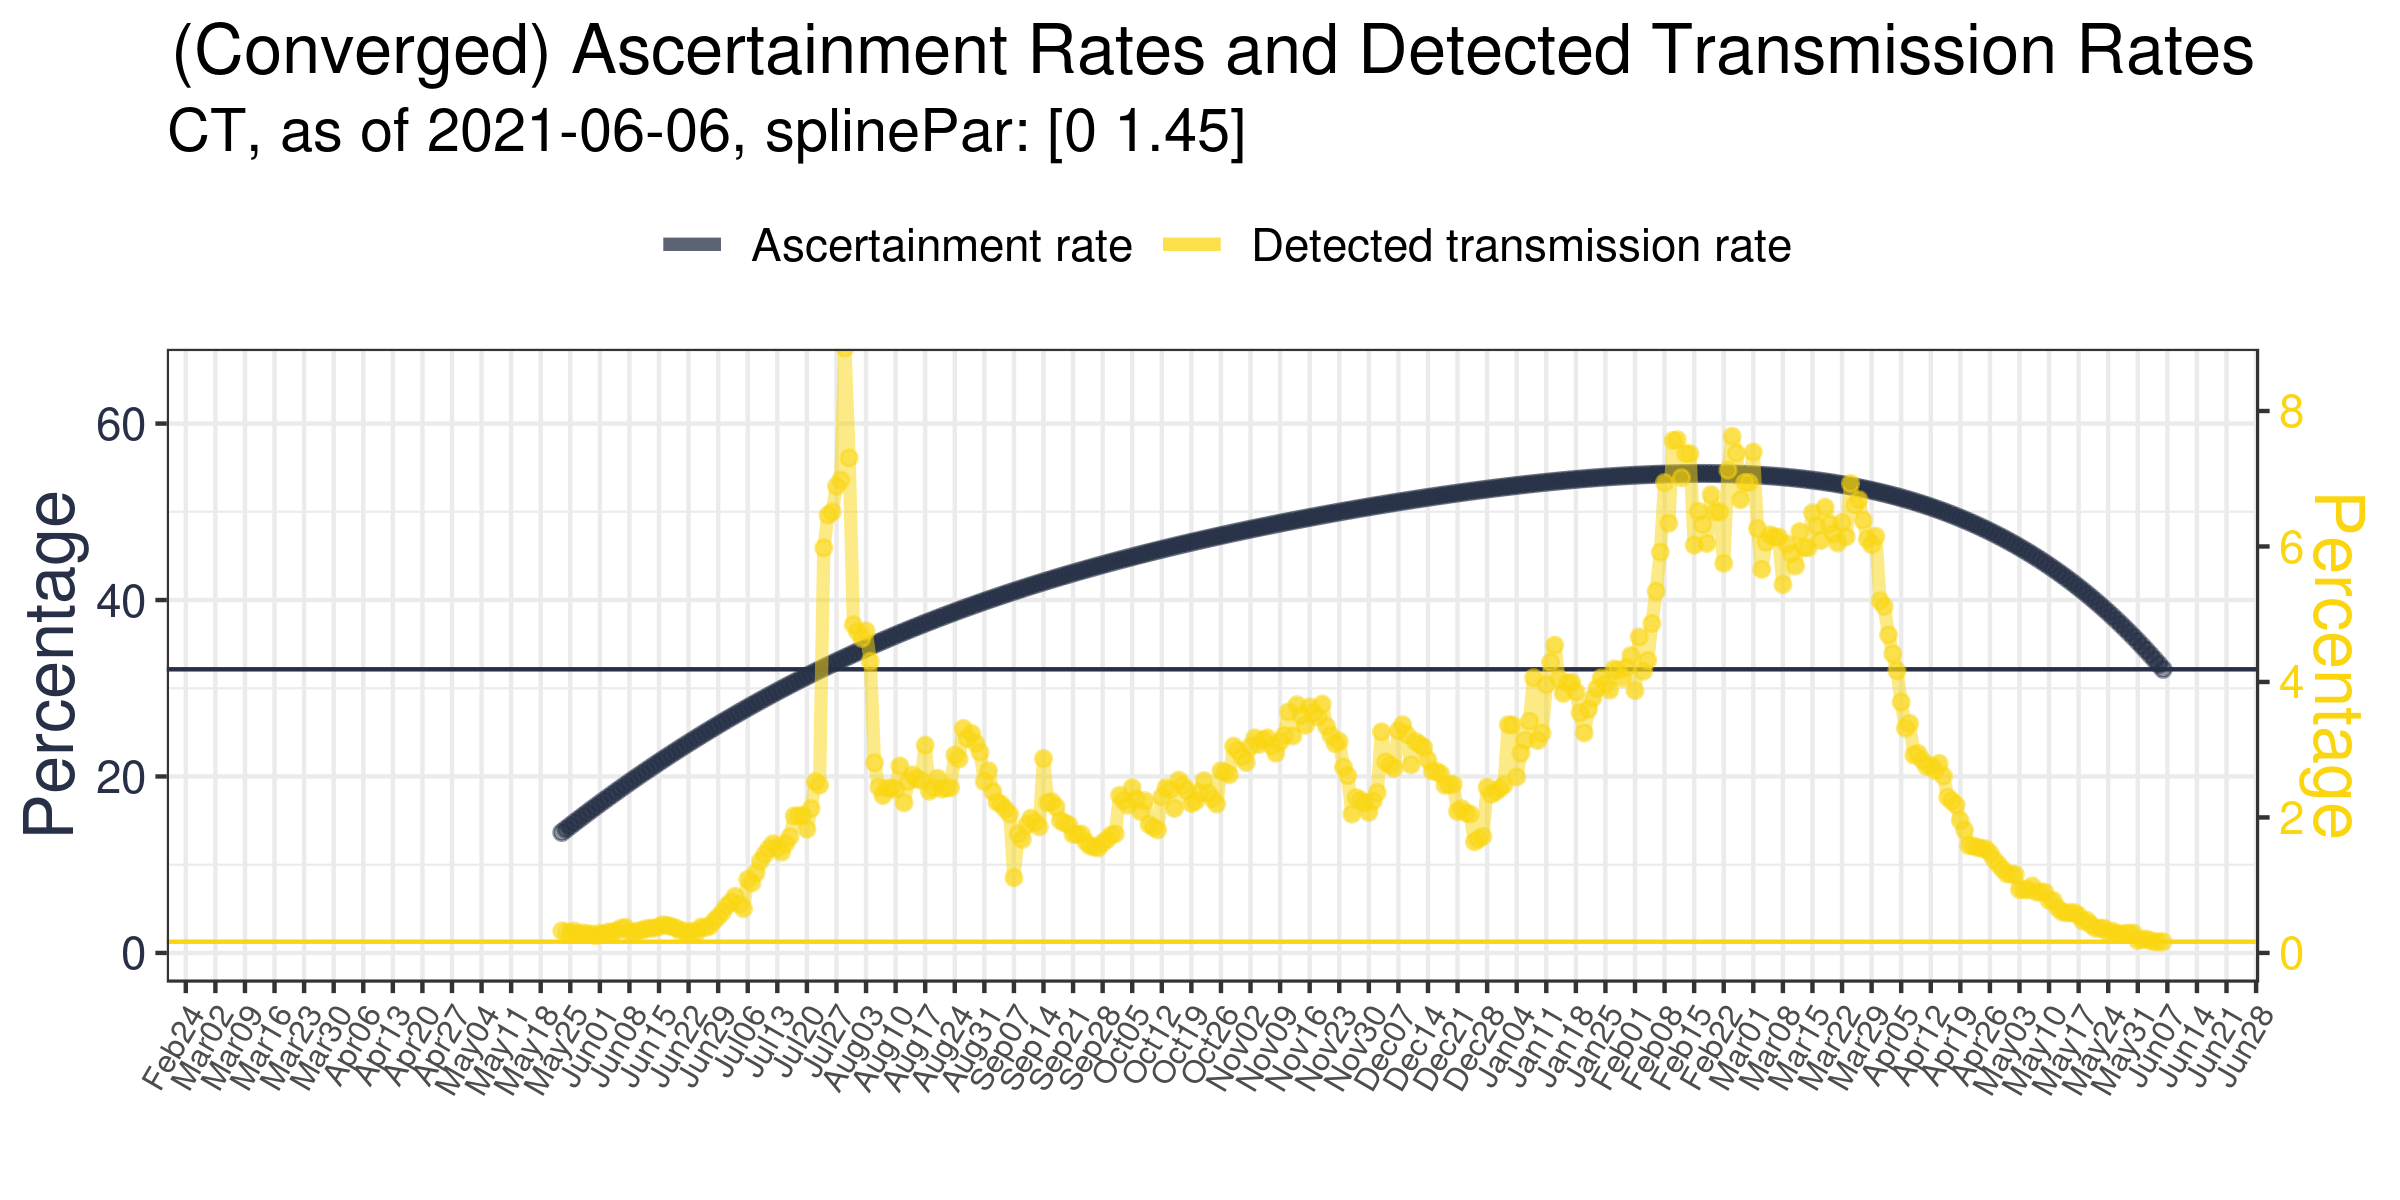 (Converged) Ascertainment Rates and Detected Transmission Rates
CT, as of 2021-06-06, splinePar: [0 1.45]
Ascertainment rate
Detected transmission rate
Percentage
60
40
20
0
8
6
4
2
0
Percentage
Feb24
Mar02
Mar09
Mar16
Mar23
Mar30
Apr06
Apr13
Apr20
Apr27
May04
May11
May18
May25
Jun01
Jun08
Jun15
Jun22
Jun29
Jul06
Jul13
Jul20
Jul27
Aug03
Aug10
Aug17
Aug24
Aug31
Sep07
Sep14
Sep21
Sep28
Oct05
Oct12
Oct19
Oct26
Nov02
Nov09
Nov16
Nov23
Nov30
Dec07
Dec14
Dec21
Dec28
Jan04
Jan11
Jan18
Jan25
Feb01
Feb08
Feb15
Feb22
Mar01
Mar08
Mar15
Mar22
Mar29
Apr05
Apr12
Apr19
Apr26
May03
May10
May17
May24
May31
Jun07
Jun14
Jun21
Jun28